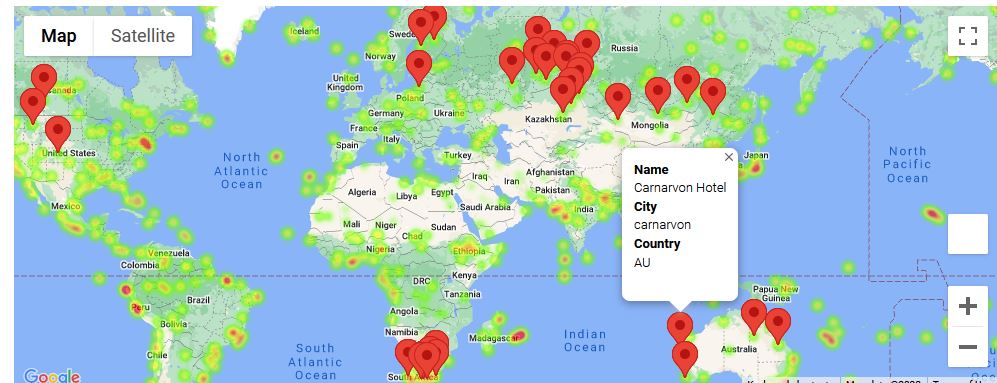 Map
Satellite
Iceland
Swede
Norway
Russia
Canada
United
Kingdom
Poland
Germany
Ukraine
Kazakhstan
Mongolia
France
Italy
Spain
Turkey
United States
North
Atlantic
Ocean
Japan
North
Pacific
Ocean
Afghanistan
Iraq
Iran
Pakistan
Algeria
Libya
Egypt
Saudi Arabia
India
Mexico
Mali
Niger
Chad
Sudan
Nigeria
Ethiopia
Venezuela
Colombia
Kenya
DRC
Tanzania
Name
Carnarvon Hotel
City
carnarvon
Country
AU
Papua New
Guinea
Peru
Brazil
Bolivia
Angola
Namibia
Madagascar
Indian
Ocean
Australia
Chile
South
Atlantic
Ocean
South Africa
Google